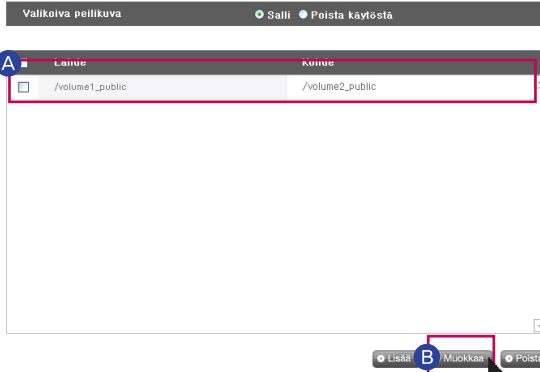 Valikoiva peilikuva Salli Poista käytöstä
A Lähde Kohde
/volume1_public /volume2_public
Lisää B Muokkaa Poista